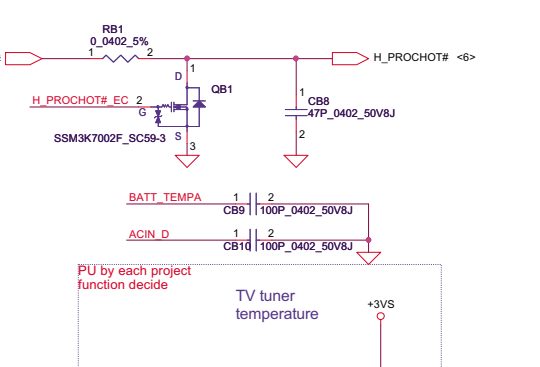 RB1
0_0402_5%
1 2
H_PROCHOT# <6>
D 1
QB1
H_PROCHOT#_EC 2
G
1
CB8
47P_0402_50V8J
SSM3K7002F_SC59-3 S
2
3
BATT_TEMPA 1 2
CB9 100P_0402_50V8J
ACIN_D 1 2
CB10 100P_0402_50V8J
PU by each project
function decide
TV tuner
temperature
+3VS